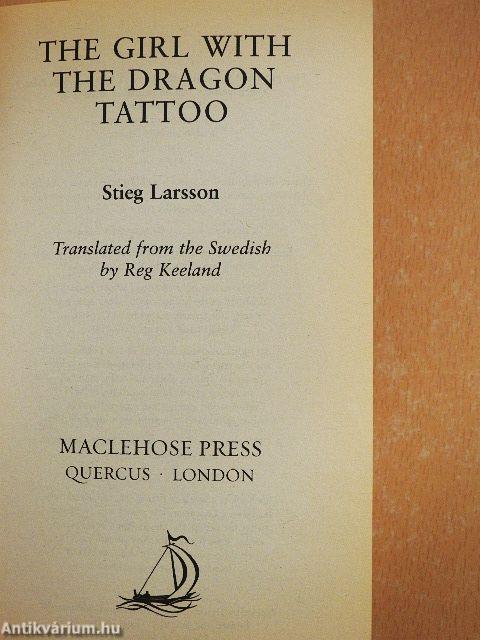 THE GIRL WITH
THE DRAGON
TATTOO
Stieg Larsson
Translated from the Swedish
by Reg Keeland
MACLEHOSE PRESS
QUERCUS · LONDON
Antikvárium.hu